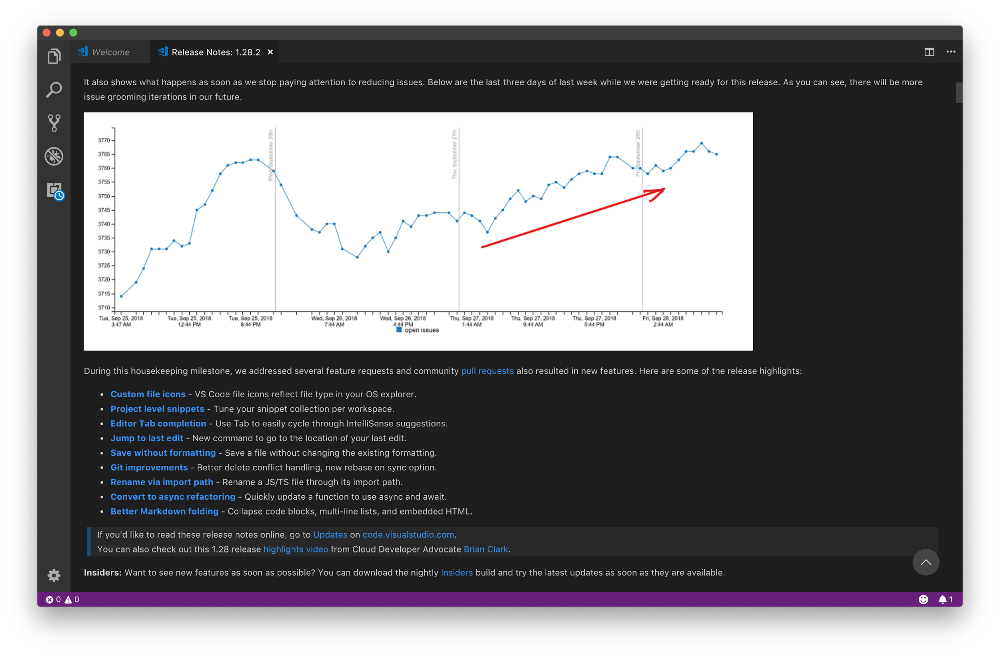 Welcome
Release Notes: 1.28.2
It also shows what happens as soon as we stop paying attention to reducing issues. Below are the last three days of last week while we were getting ready for this release. As you can see, there will be more
issue grooming iterations in our future.
Wed, September 26th
Thu, September 27th
Fri, September 28th
3770
3765
3760
3755
3750
3745
3740
3735
3730
3725
3720
3715
3710
Tue, Sep 25, 2018 Tue, Sep 25, 2018 Tue, Sep 25, 2018 Wed, Sep 26, 2018 Wed, Sep 26, 2018 Thu, Sep 27, 2018 Thu, Sep 27, 2018 Thu, Sep 27, 2018 Fri, Sep 28, 2018
3:47 AM 12:44 PM 8:44 PM 7:44 AM 4:44 PM 1:44 AM 9:44 AM 5:44 PM 2:44 AM
open issues
During this housekeeping milestone, we addressed several feature requests and community pull requests also resulted in new features. Here are some of the release highlights:
• Custom file icons - VS Code file icons reflect file type in your OS explorer.
• Project level snippets - Tune your snippet collection per workspace.
• Editor Tab completion - Use Tab to easily cycle through IntelliSense suggestions.
• Jump to last edit - New command to go to the location of your last edit.
• Save without formatting - Save a file without changing the existing formatting.
• Git improvements - Better delete conflict handling, new rebase on sync option.
• Rename via import path - Rename a JS/TS file through its import path.
• Convert to async refactoring - Quickly update a function to use async and await.
• Better Markdown folding - Collapse code blocks, multi-line lists, and embedded HTML.
If you'd like to read these release notes online, go to Updates on code.visualstudio.com.
You can also check out this 1.28 release highlights video from Cloud Developer Advocate Brian Clark.
Insiders: Want to see new features as soon as possible? You can download the nightly Insiders build and try the latest updates as soon as they are available.
0 0 1